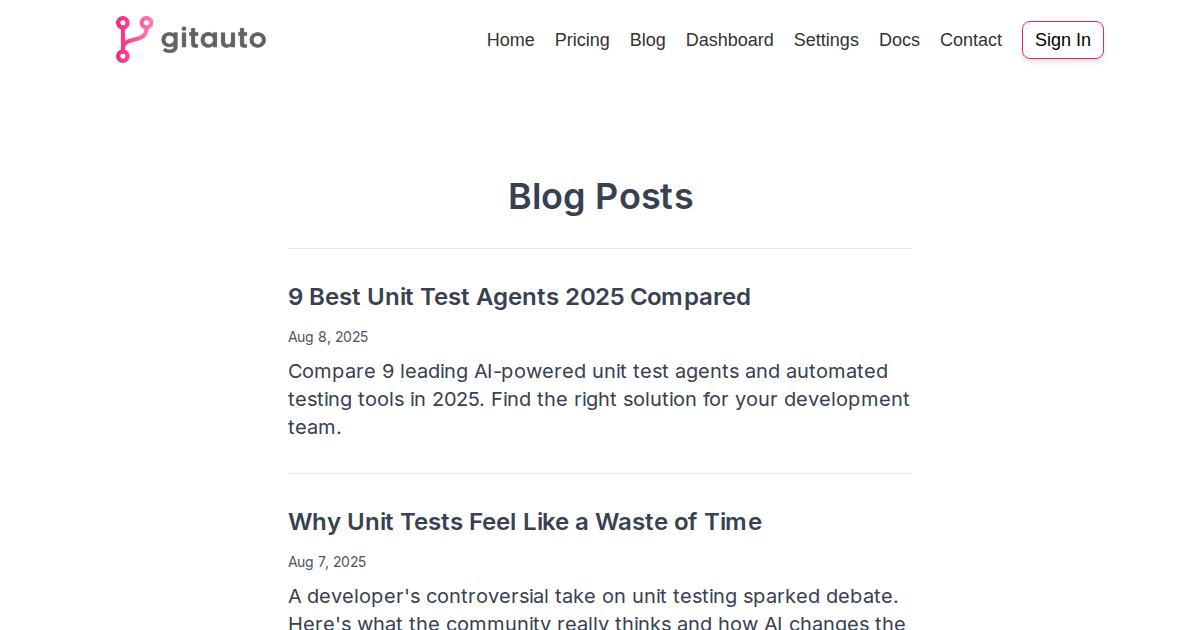 gitauto
Home Pricing Blog Dashboard Settings Docs Contact Sign In
Blog Posts
9 Best Unit Test Agents 2025 Compared
Aug 8, 2025
Compare 9 leading AI-powered unit test agents and automated
testing tools in 2025. Find the right solution for your development
team.
Why Unit Tests Feel Like a Waste of Time
Aug 7, 2025
A developer's controversial take on unit testing sparked debate.
Here's what the community really thinks and how AI changes the